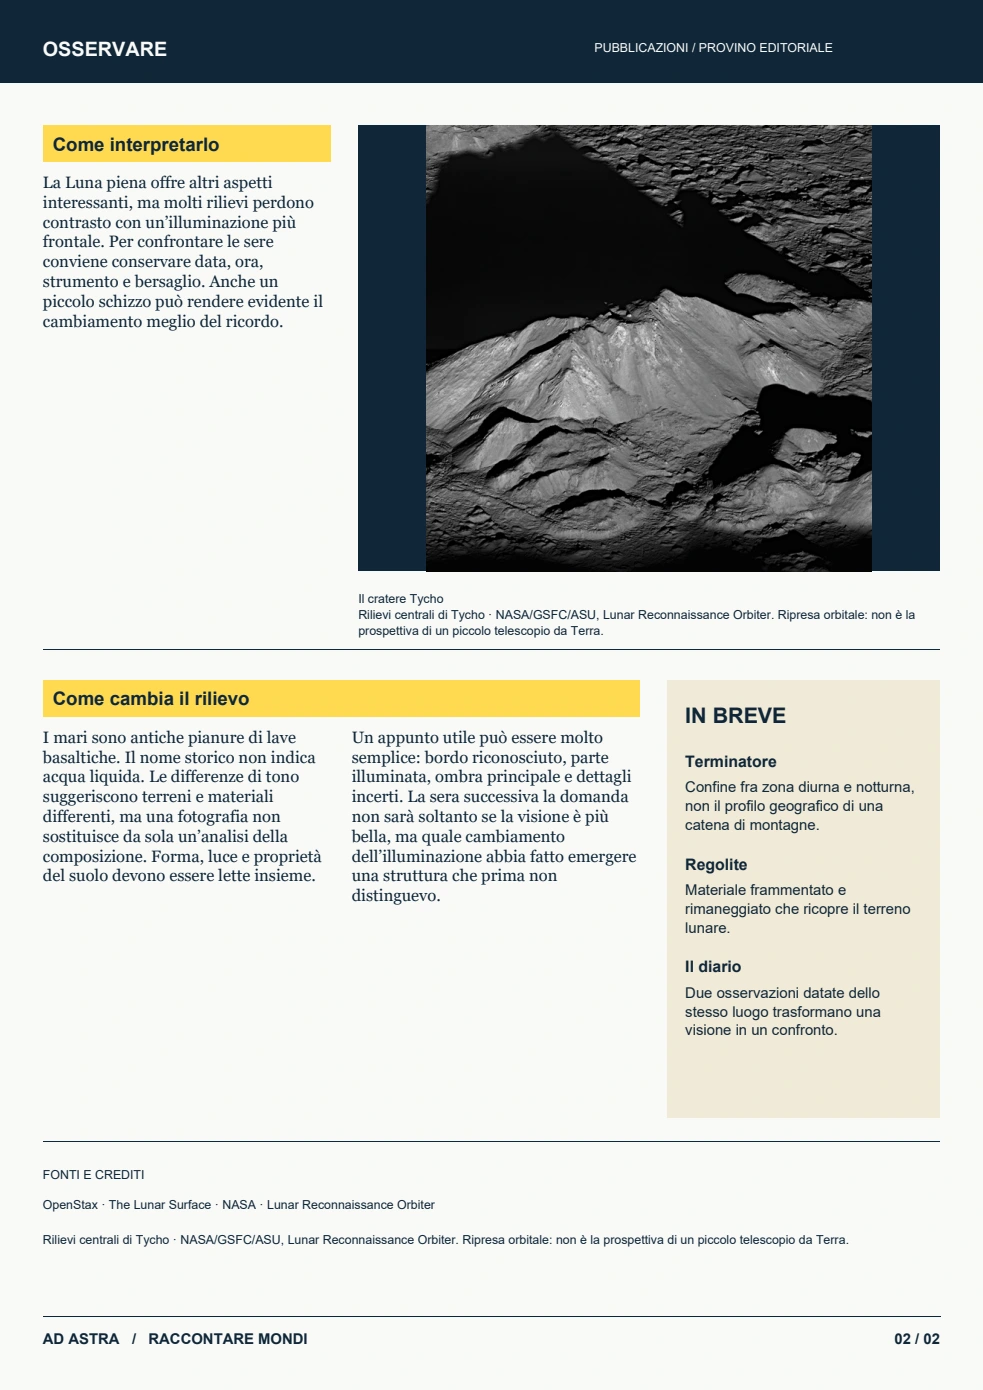 OSSERVARE
PUBBLICAZIONI / PROVINO EDITORIALE
Come interpretarlo
La Luna piena offre altri aspetti
interessanti, ma molti rilievi perdono
contrasto con un’illuminazione più
frontale. Per confrontare le sere
conviene conservare data, ora,
strumento e bersaglio. Anche un
piccolo schizzo può rendere evidente il
cambiamento meglio del ricordo.
Il cratere Tycho
Rilievi centrali di Tycho · NASA/GSFC/ASU, Lunar Reconnaissance Orbiter. Ripresa orbitale: non è la
prospettiva di un piccolo telescopio da Terra.
Come cambia il rilievo
I mari sono antiche pianure di lave
basaltiche. Il nome storico non indica
acqua liquida. Le differenze di tono
suggeriscono terreni e materiali
differenti, ma una fotografia non
sostituisce da sola un’analisi della
composizione. Forma, luce e proprietà
del suolo devono essere lette insieme.
Un appunto utile può essere molto
semplice: bordo riconosciuto, parte
illuminata, ombra principale e dettagli
incerti. La sera successiva la domanda
non sarà soltanto se la visione è più
bella, ma quale cambiamento
dell’illuminazione abbia fatto emergere
una struttura che prima non
distinguevo.
IN BREVE
Terminatore
Confine fra zona diurna e notturna,
non il profilo geografico di una
catena di montagne.
Regolite
Materiale frammentato e
rimaneggiato che ricopre il terreno
lunare.
Il diario
Due osservazioni datate dello
stesso luogo trasformano una
visione in un confronto.
FONTI E CREDITI
OpenStax · The Lunar Surface · NASA · Lunar Reconnaissance Orbiter
Rilievi centrali di Tycho · NASA/GSFC/ASU, Lunar Reconnaissance Orbiter. Ripresa orbitale: non è la prospettiva di un piccolo telescopio da Terra.
AD ASTRA / RACCONTARE MONDI
02 / 02